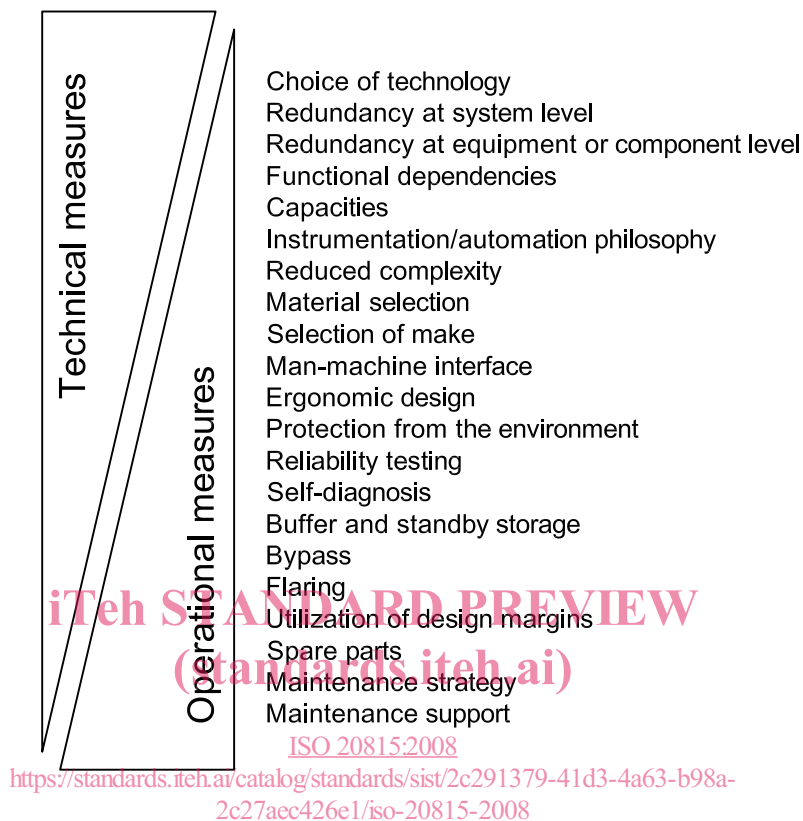 Technical measures
Operational measures
Choice of technology
Redundancy at system level
Redundancy at equipment or component level
Functional dependencies
Capacities
Instrumentation/automation philosophy
Reduced complexity
Material selection
Selection of make
Man-machine interface
Ergonomic design
Protection from the environment
Reliability testing
Self-diagnosis
Buffer and standby storage
Bypass
Flaring
iTeh STANDARD PREVIEW
Utilization of design margins
Spare parts
(standards.iteh.ai)
Maintenance strategy
Maintenance support
ISO 20815:2008
https://standards.iteh.ai/catalog/standards/sist/2c291379-41d3-4a63-b98a-
2c27aec426e1/iso-20815-2008